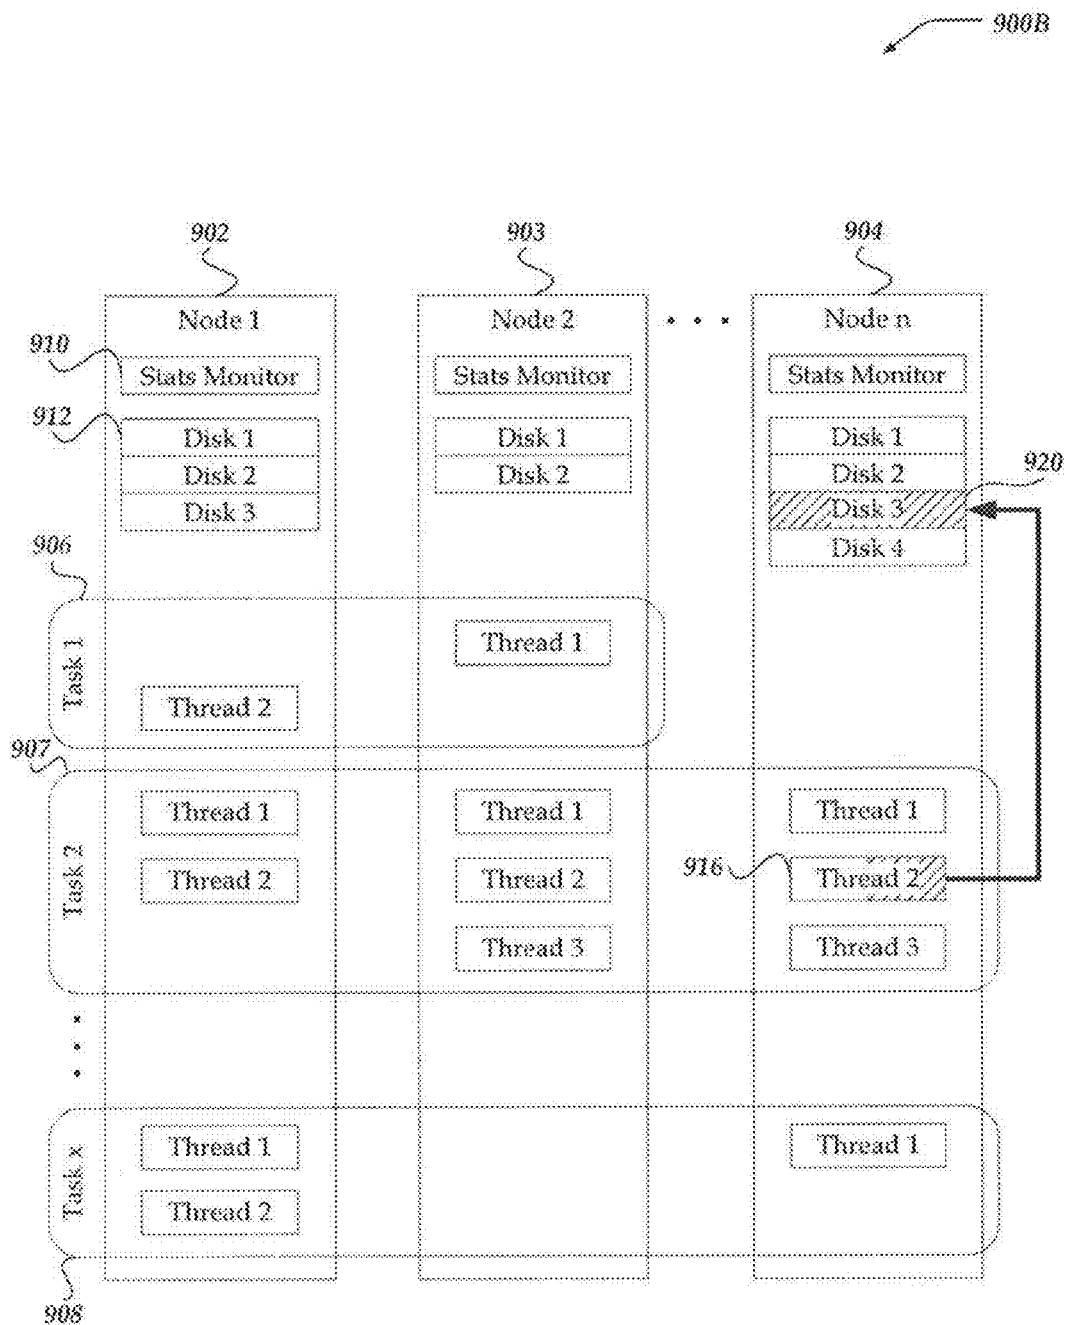 900B
902 903 904
Node 1 Node 2 . . . Node n
910
Stats Monitor Stats Monitor Stats Monitor
912
Disk 1 Disk 1 Disk 1
Disk 2 Disk 2 Disk 2
920
Disk 3 Disk 3
Disk 4
906
Task 1
Thread 1
Thread 2
907
Task 2
Thread 1 Thread 1 Thread 1
916
Thread 2 Thread 2 Thread 2
Thread 3 Thread 3
Task x
Thread 1 Thread 1
Thread 2
908